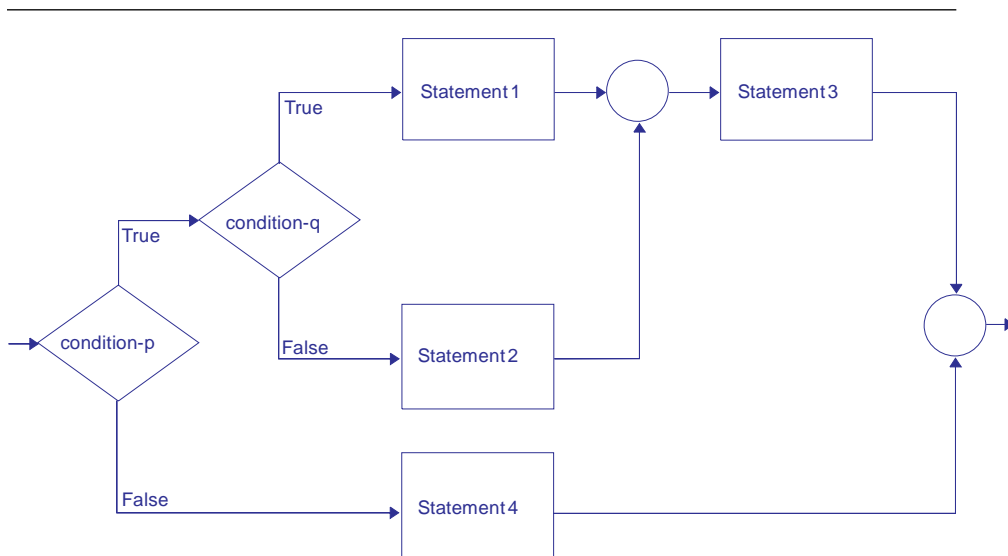 Statement 1
Statement 3
True
condition-q
True
condition-p
False
Statement 2
False
Statement 4